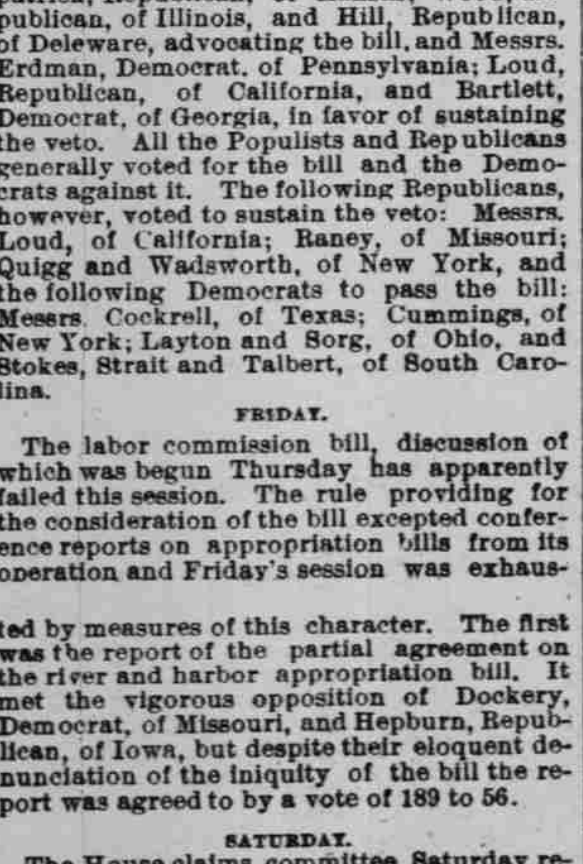 publican, of Illinois, and Hill, Republican,
of Deleware, advocating the bill, and Messrs.
Erdman, Democrat. of Pennsylvania; Loud,
Republican, of California, and Bartlett,
Democrat, of Georgia, in favor of sustaining
the veto. All the Populists and Republicans
generally voted for the bill and the Demo-
crats against it. The following Republicans,
however, voted to sustain the veto: Messrs.
Loud, of California; Raney, of Missouri;
Quigg and Wadsworth, of New York, and
the following Democrats to pass the bill:
Messrs. Cockrell, of Texas; Cummings, of
New York; Layton and Sorg, of Ohio, and
Stokes, Strait and Talbert, of South Caro-
lina.
FRIDAY.
The labor commission bill, discussion of
which was begun Thursday has apparently
failed this session. The rule providing for
the consideration of the bill excepted confer-
ence reports on appropriation bills from its
operation and Friday's session was exhaus-
ted by measures of this character. The first
was the report of the partial agreement on
the river and harbor appropriation bill. It
met the vigorous opposition of Dockery,
Democrat, of Missouri, and Hepburn, Repub-
lican, of Iowa, but despite their eloquent de-
nunciation of the iniquity of the bill the re-
port was agreed to by a vote of 189 to 56.
SATURDAY.
The House claims committee Saturday re-